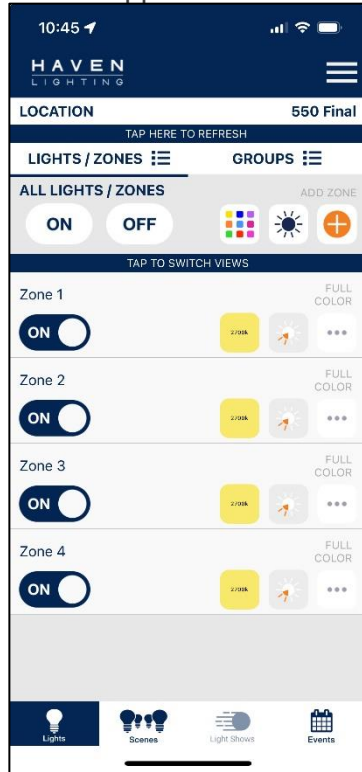 10:45
HAVEN
LIGHTING
LOCATION 550 Final
TAP HERE TO REFRESH
LIGHTS / ZONES GROUPS
ALL LIGHTS / ZONES ADD ZONE
ON OFF
TAP TO SWITCH VIEWS
Zone 1 FULL COLOR
ON 2700k
Zone 2 FULL COLOR
ON 2700k
Zone 3 FULL COLOR
ON 2700k
Zone 4 FULL COLOR
ON 2700k
Lights Scenes Light Shows Events